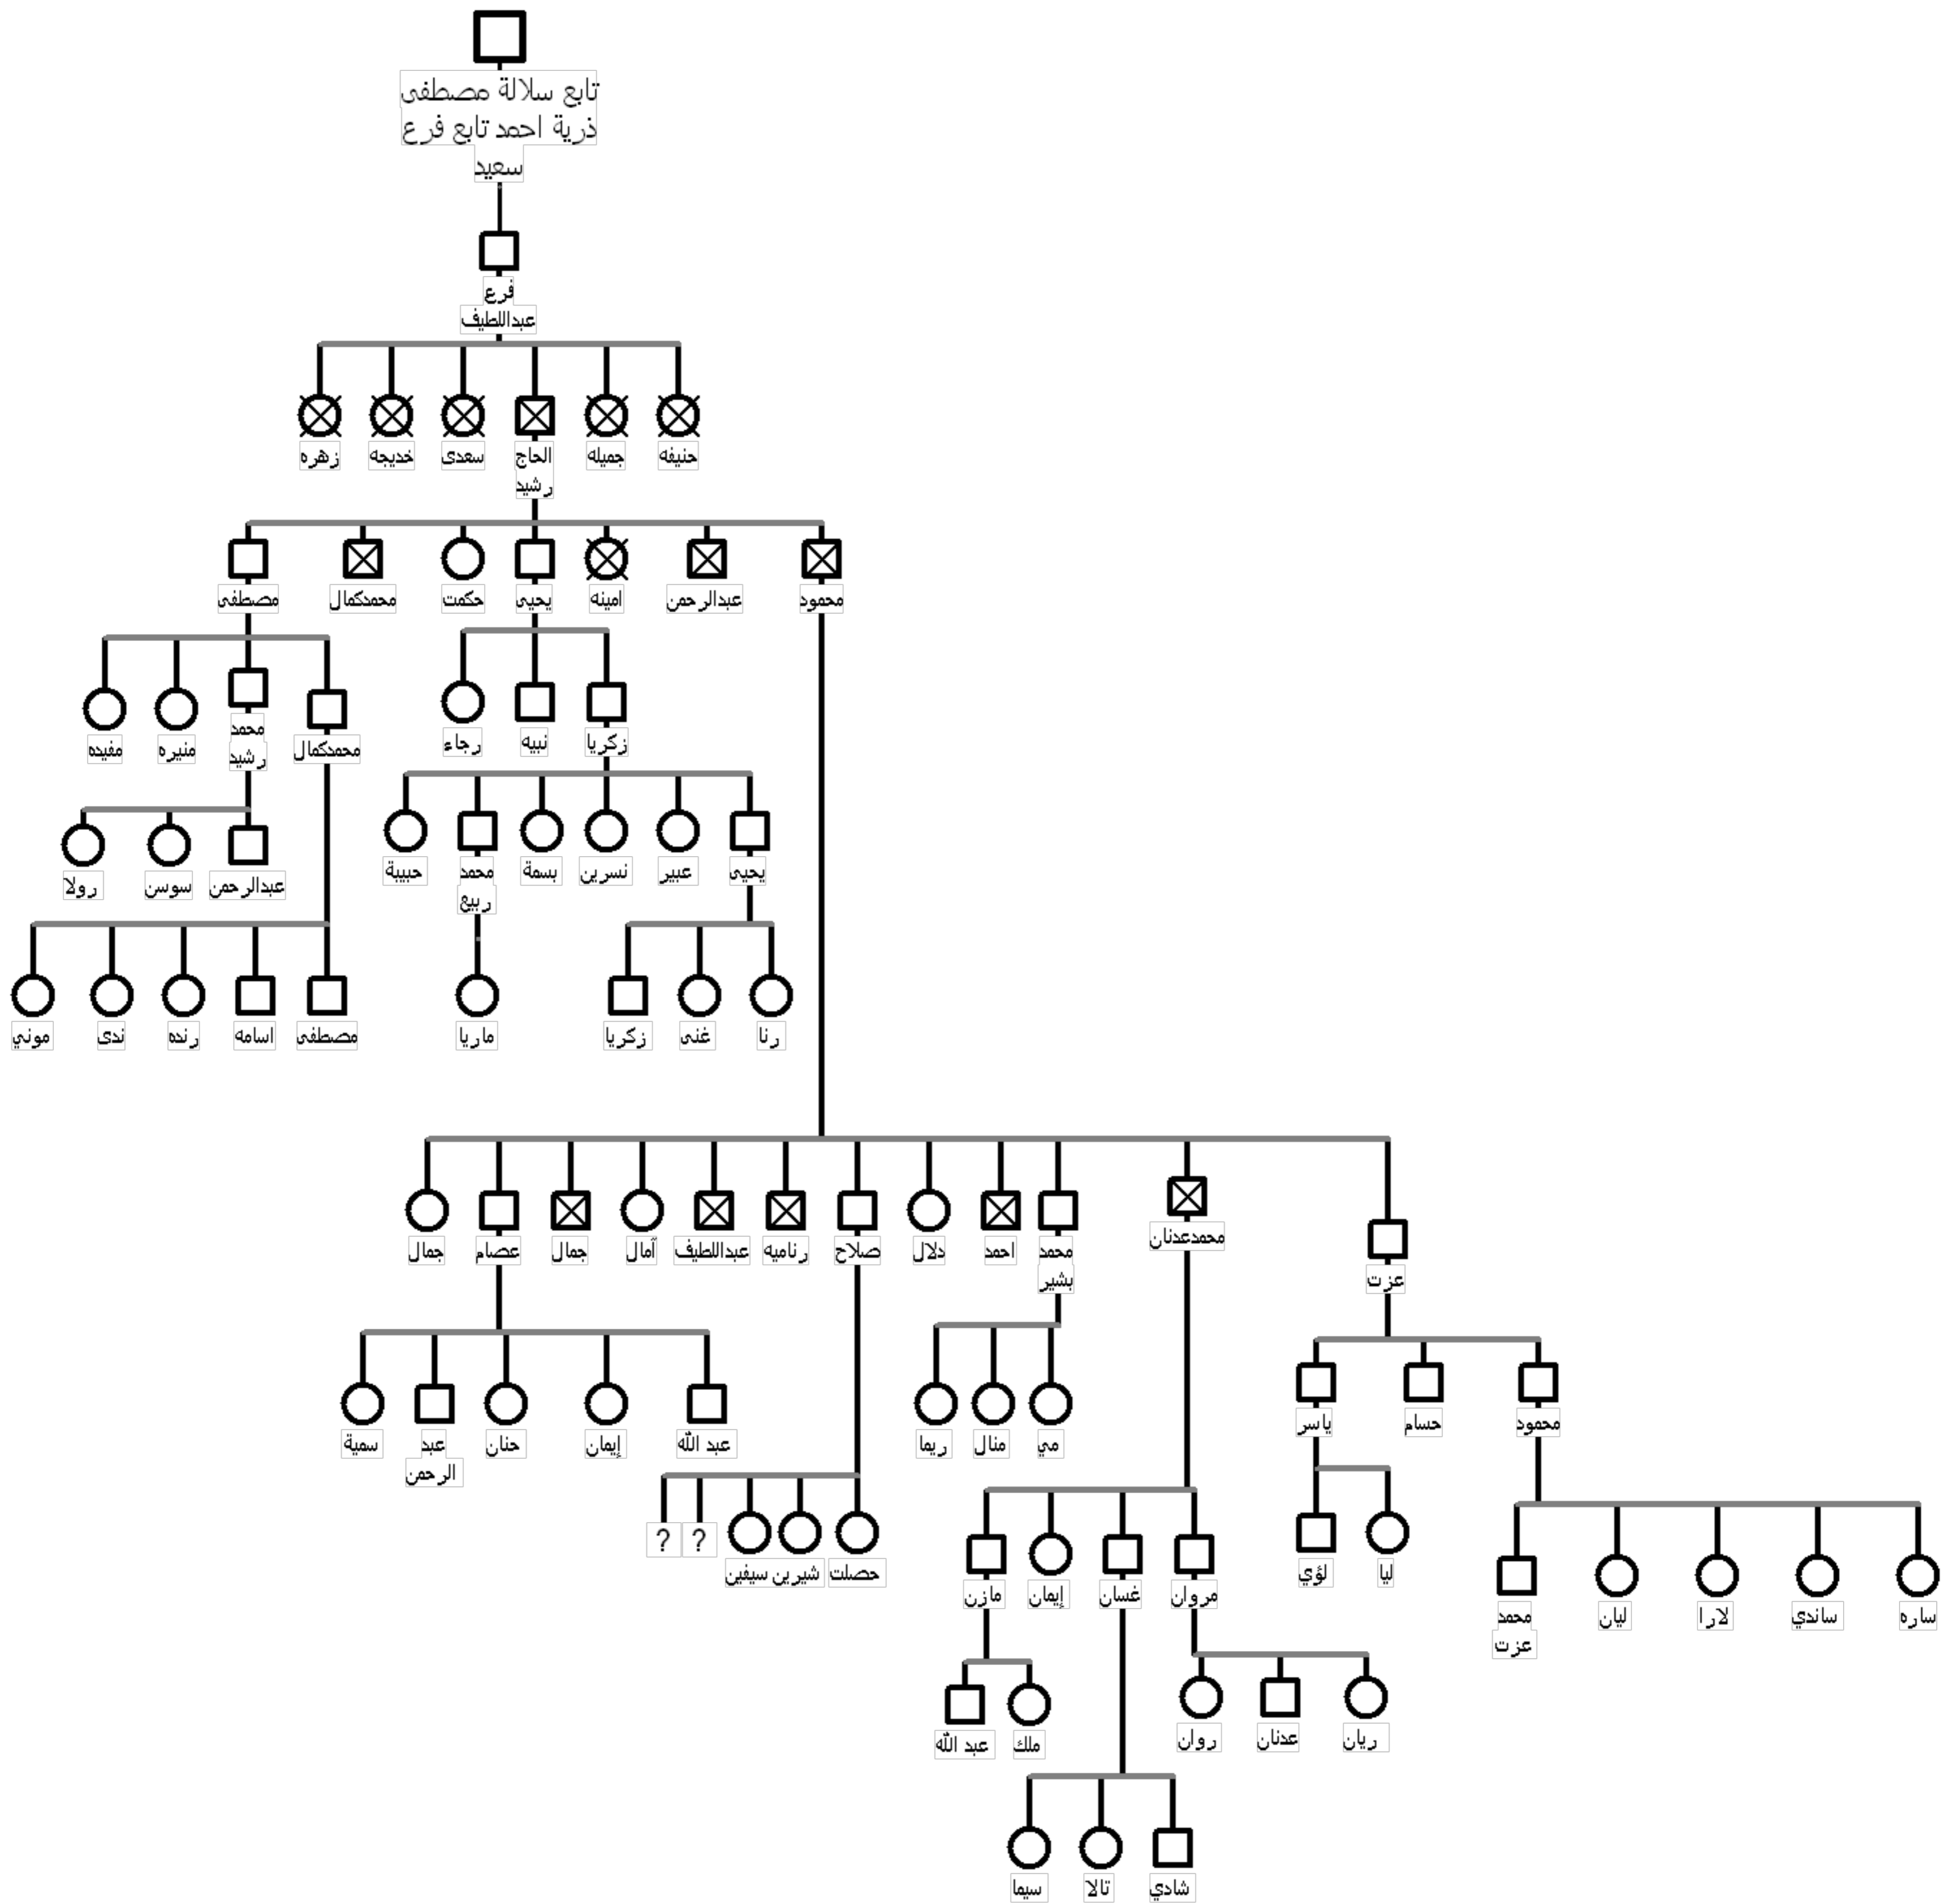 تابع سلالة مصطفى
ذرية احمد تابع فرع
سعيد
فرع
عبداللطيف
حنيفه
جميله
الحاج
رشيد
سعدى
خديجه
زهره
محمود
عبدالرحمن
امينه
يحيى
حكمت
محمدكمال
مصطفى
زكريا
نبيه
رجاء
محمدكمال
محمد
رشيد
منيره
مفيده
يحيى
عبير
نسرين
بسمة
محمد
ربيع
حبيبة
عبدالرحمن
سوسن
رولا
رنا
غنى
زكريا
ماريا
مصطفى
اسامه
رنده
ندى
موني
عزت
محمدعدنان
محمد
بشير
احمد
دلال
صلاح
رناميه
عبداللطيف
آمال
جمال
عصام
جمال
محمود
حسام
ياسر
مي
منال
ريما
عبد الله
إيمان
حنان
عبد
الرحمن
سمية
حصلت
شيرين
سيفين
?
?
ليا
لؤي
مروان
غسان
إيمان
مازن
ساره
ساندي
لارا
ليان
محمد
عزت
ريان
عدنان
روان
ملك
عبد الله
شادي
تالا
سيما